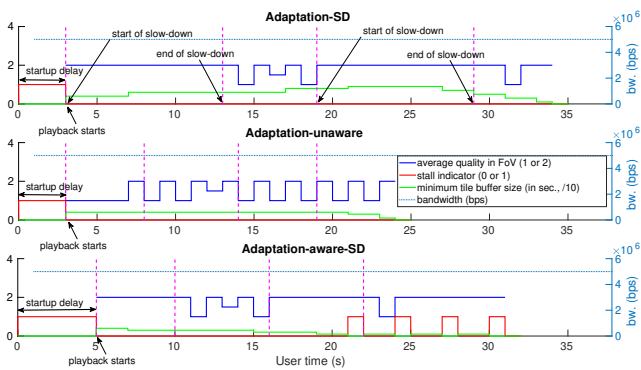 Adaptation-SD
×10^6
4
2
0
startup delay
start of slow-down
end of slow-down
start of slow-down
end of slow-down
playback starts
5
10
15
20
25
30
35
6
4
2
0
bw. (bps)
Adaptation-unaware
×10^6
4
2
0
startup delay
playback starts
average quality in FoV (1 or 2)
stall indicator (0 or 1)
minimum tile buffer size (in sec., /10)
bandwidth (bps)
0
5
10
15
20
25
30
35
6
4
2
0
bw. (bps)
Adaptation-aware-SD
×10^6
4
2
0
startup delay
playback starts
0
5
10
15
20
25
30
35
User time (s)
6
4
2
0
bw. (bps)